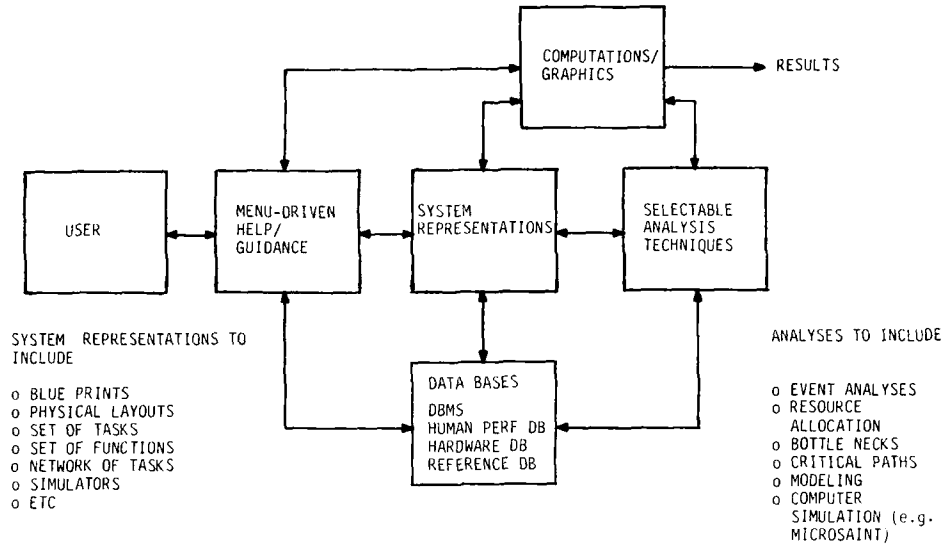 COMPUTATIONS/
GRAPHICS
RESULTS
USER
MENU-DRIVEN
HELP/
GUIDANCE
SYSTEM
REPRESENTATIONS
SELECTABLE
ANALYSIS
TECHNIQUES
DATA BASES
DBMS
HUMAN PERF DB
HARDWARE DB
REFERENCE DB
SYSTEM REPRESENTATIONS TO
INCLUDE
o BLUE PRINTS
o PHYSICAL LAYOUTS
o SET OF TASKS
o SET OF FUNCTIONS
o NETWORK OF TASKS
o SIMULATORS
o ETC
ANALYSES TO INCLUDE
o EVENT ANALYSES
o RESOURCE
ALLOCATION
o BOTTLE NECKS
o CRITICAL PATHS
o MODELING
o COMPUTER
SIMULATION (e.g.
MICROSAINT)